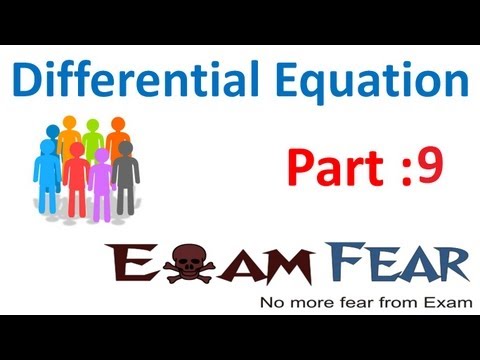 Differential Equation
Part :9
EXAM FEAR
No more fear from Exam